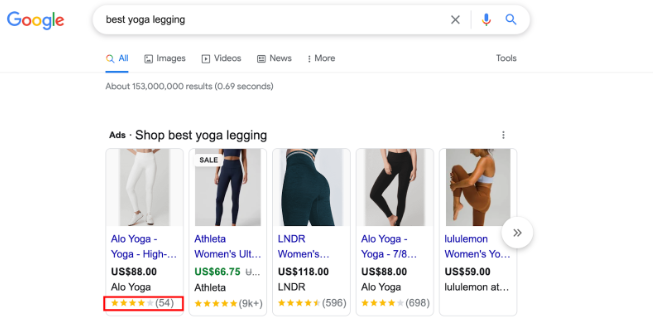 Google
best yoga legging
All Images Videos News More Tools
About 153,000,000 results (0.69 seconds)
Ads · Shop best yoga legging
SALE
Alo Yoga - Athleta LNDR Alo Yoga - lululemon
Yoga - High-... Women's Ult... Women's... Yoga - 7/8... Women's Yo...
US$88.00 US$66.75 U... US$118.00 US$88.00 US$59.00
Alo Yoga Athleta LNDR Alo Yoga lululemon at...
(54) (9k+) (596) (698)